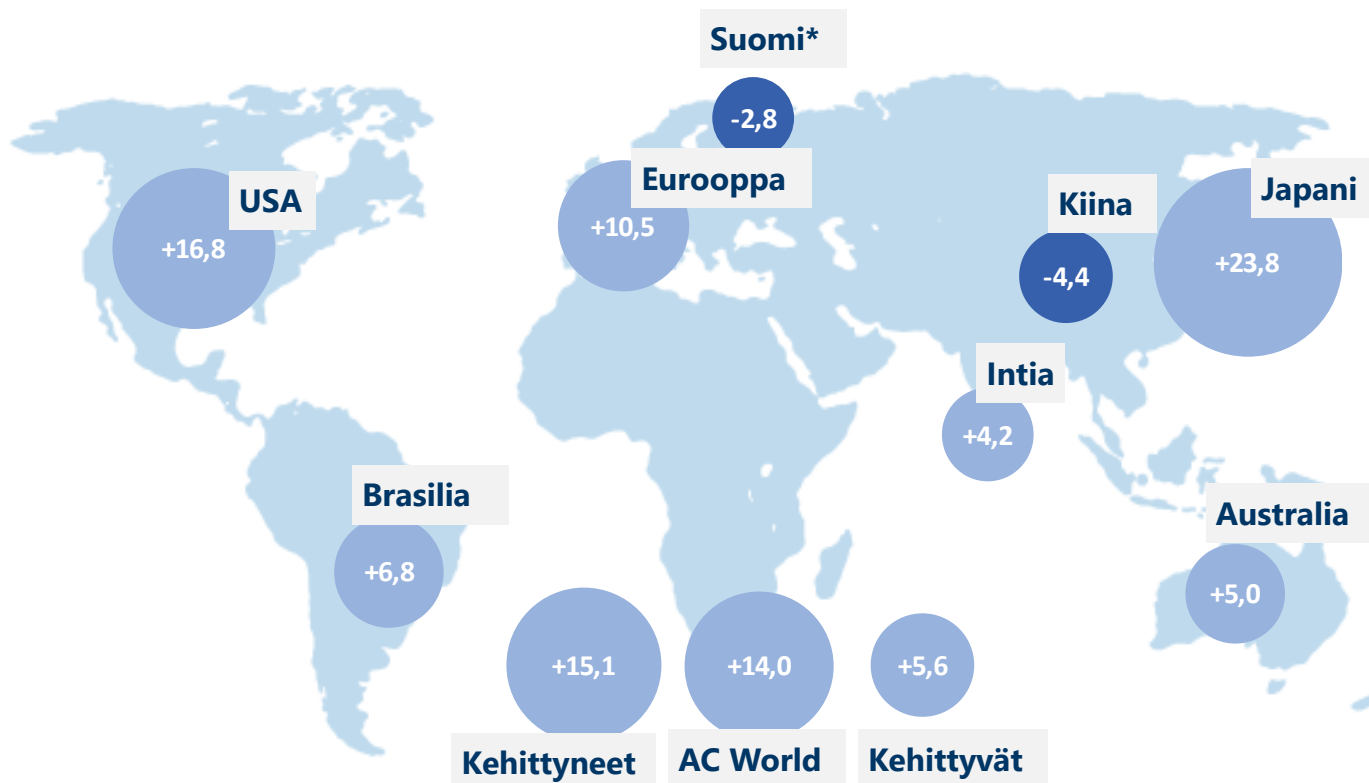 Suomi*
-2,8
Eurooppa
+10,5
USA
+16,8
Kiina
-4,4
Japani
+23,8
Intia
+4,2
Brasilia
+6,8
Australia
+5,0
+15,1
Kehittyneet
+14,0
AC World
+5,6
Kehittyvät